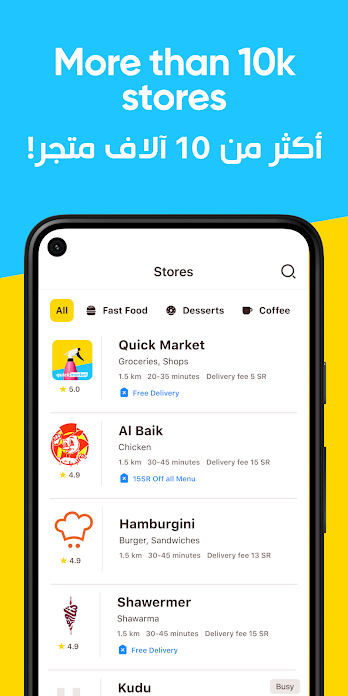 More than 10k
stores
أكثر من 10 آلاف متجر!
Stores
All
Fast Food
Desserts
Coffee
Quick Market
Groceries, Shops
1.5 km 20-35 minutes Delivery fee 5 SR
5.0
Free Delivery
Al Baik
Chicken
1.5 km 30-45 minutes Delivery fee 15 SR
4.9
15SR Off all Menu
Hamburgini
Burger, Sandwiches
1.5 km 30-45 minutes Delivery fee 13 SR
4.9
Shawermer
Shawarma
1.5 km 30-45 minutes Delivery fee 15 SR
4.9
Free Delivery
Kudu
Busy